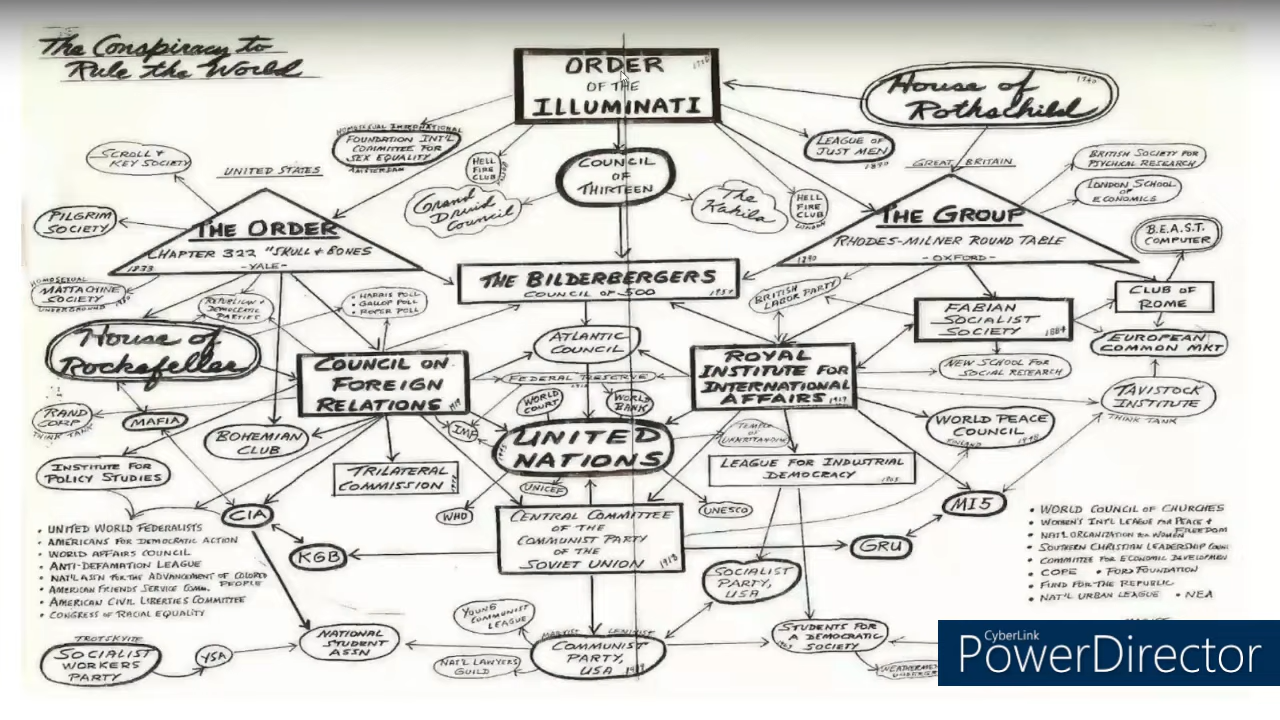 The Conspiracy to
Rule the World
ORDER
OF THE
ILLUMINATI
House of
Rothschild
HOMOSEXUAL INTERNATIONAL
FOUNDATION INT'L
COMMITTEE FOR
SEX EQUALITY
AMSTERDAM
SCROLL +
KEY SOCIETY
UNITED STATES
HELL
FIRE
CLUB
COUNCIL
OF
THIRTEEN
LEAGUE OF
JUST MEN
GREAT BRITAIN
BRITISH SOCIETY FOR
PSYCHICAL RESEARCH
LONDON SCHOOL
OF
ECONOMICS
Grand
Druid
Council
The
Kahila
HELL
FIRE
CLUB
LONDON
PILGRIM
SOCIETY
THE ORDER
CHAPTER 322 "SKULL + BONES
-YALE-
1833
THE GROUP
RHODES-MILNER ROUND TABLE
-OXFORD-
B.E.A.S.T.
COMPUTER
THE BILDERBERGERS
COUNCIL OF 500
HOMOSEXUAL
MATTACHINE
SOCIETY
UNDERGROUND
REPUBLICAN +
DEMOCRATIC
PARTIES
• HARRIS POLL
• GALLOP POLL
• ROPER POLL
BRITISH
LABOR PARTY
FABIAN
SOCIALIST
SOCIETY 1884
CLUB OF
ROME
EUROPEAN
COMMON MKT
House of
Rockafeller
ATLANTIC
COUNCIL
COUNCIL ON
FOREIGN
RELATIONS
FEDERAL RESERVE
ROYAL
INSTITUTE FOR
INTERNATIONAL
AFFAIRS
NEW SCHOOL FOR
SOCIAL RESEARCH
TAVISTOCK
INSTITUTE
THINK TANK
RAND
CORP
THINK TANK
MAFIA
WORLD
COURT
WORLD
BANK
IMF
WORLD PEACE
COUNCIL
FINLAND
BOHEMIAN
CLUB
UNITED
NATIONS
TEMPLE
OF
INSTITUTE FOR
POLICY STUDIES
TRILATERAL
COMMISSION
LEAGUE FOR INDUSTRIAL
DEMOCRACY
UNICEF
CIA
WHO
UNESCO
MI5
CENTRAL COMMITTEE
OF THE
COMMUNIST PARTY
OF THE
SOVIET UNION
KGB
GRU
• UNITED WORLD FEDERALISTS
• AMERICANS FOR DEMOCRATIC ACTION
• WORLD AFFAIRS COUNCIL
• ANTI-DEFAMATION LEAGUE
• NAT'L ASS'N FOR THE ADVANCEMENT OF COLORED
PEOPLE
• AMERICAN FRIENDS SERVICE COMM.
• AMERICAN CIVIL LIBERTIES COMMITTEE
• CONGRESS OF RACIAL EQUALITY
• WORLD COUNCIL OF CHURCHES
• WOMEN'S INT'L LEAGUE FOR PEACE +
FREEDOM
• NAT'L ORGANIZATION FOR WOMEN
• SOUTHERN CHRISTIAN LEADERSHIP
• COMMITTEE FOR ECONOMIC DEVELOPMENT
• COPE • FORD FOUNDATION
• FUND FOR THE REPUBLIC
• NAT'L URBAN LEAGUE • NEA
SOCIALIST
PARTY,
USA
YOUNG
COMMUNIST
LEAGUE
TROTSKYITE
SOCIALIST
WORKERS
PARTY
YSA
NATIONAL
STUDENT
ASSN
NAT'L LAWYERS
GUILD
MARXIST LENINIST
COMMUNIST
PARTY,
USA
STUDENTS FOR
A DEMOCRATIC
SOCIETY
CyberLink
PowerDirector